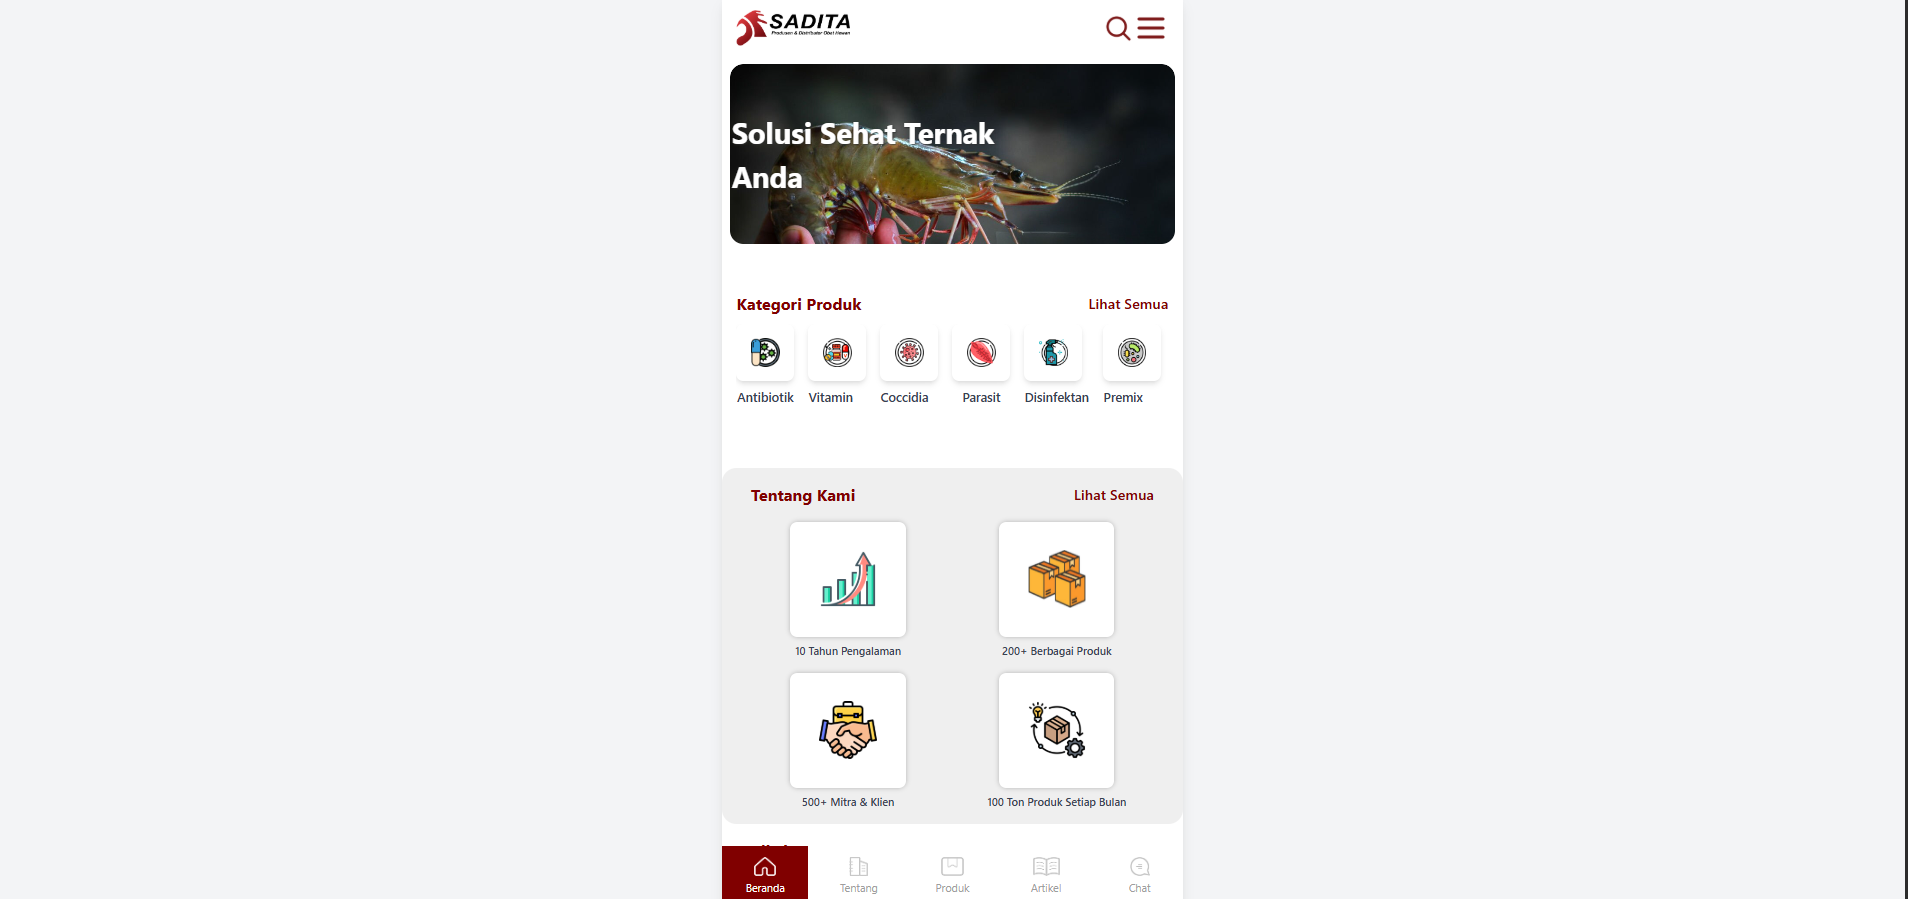 SADITA
Produsen & Distributor Obat Hewan
Solusi Sehat Ternak
Anda
Kategori Produk
Lihat Semua
Antibiotik
Vitamin
Coccidia
Parasit
Disinfektan
Premix
Tentang Kami
Lihat Semua
10 Tahun Pengalaman
200+ Berbagai Produk
500+ Mitra & Klien
100 Ton Produk Setiap Bulan
Beranda
Tentang
Produk
Artikel
Chat